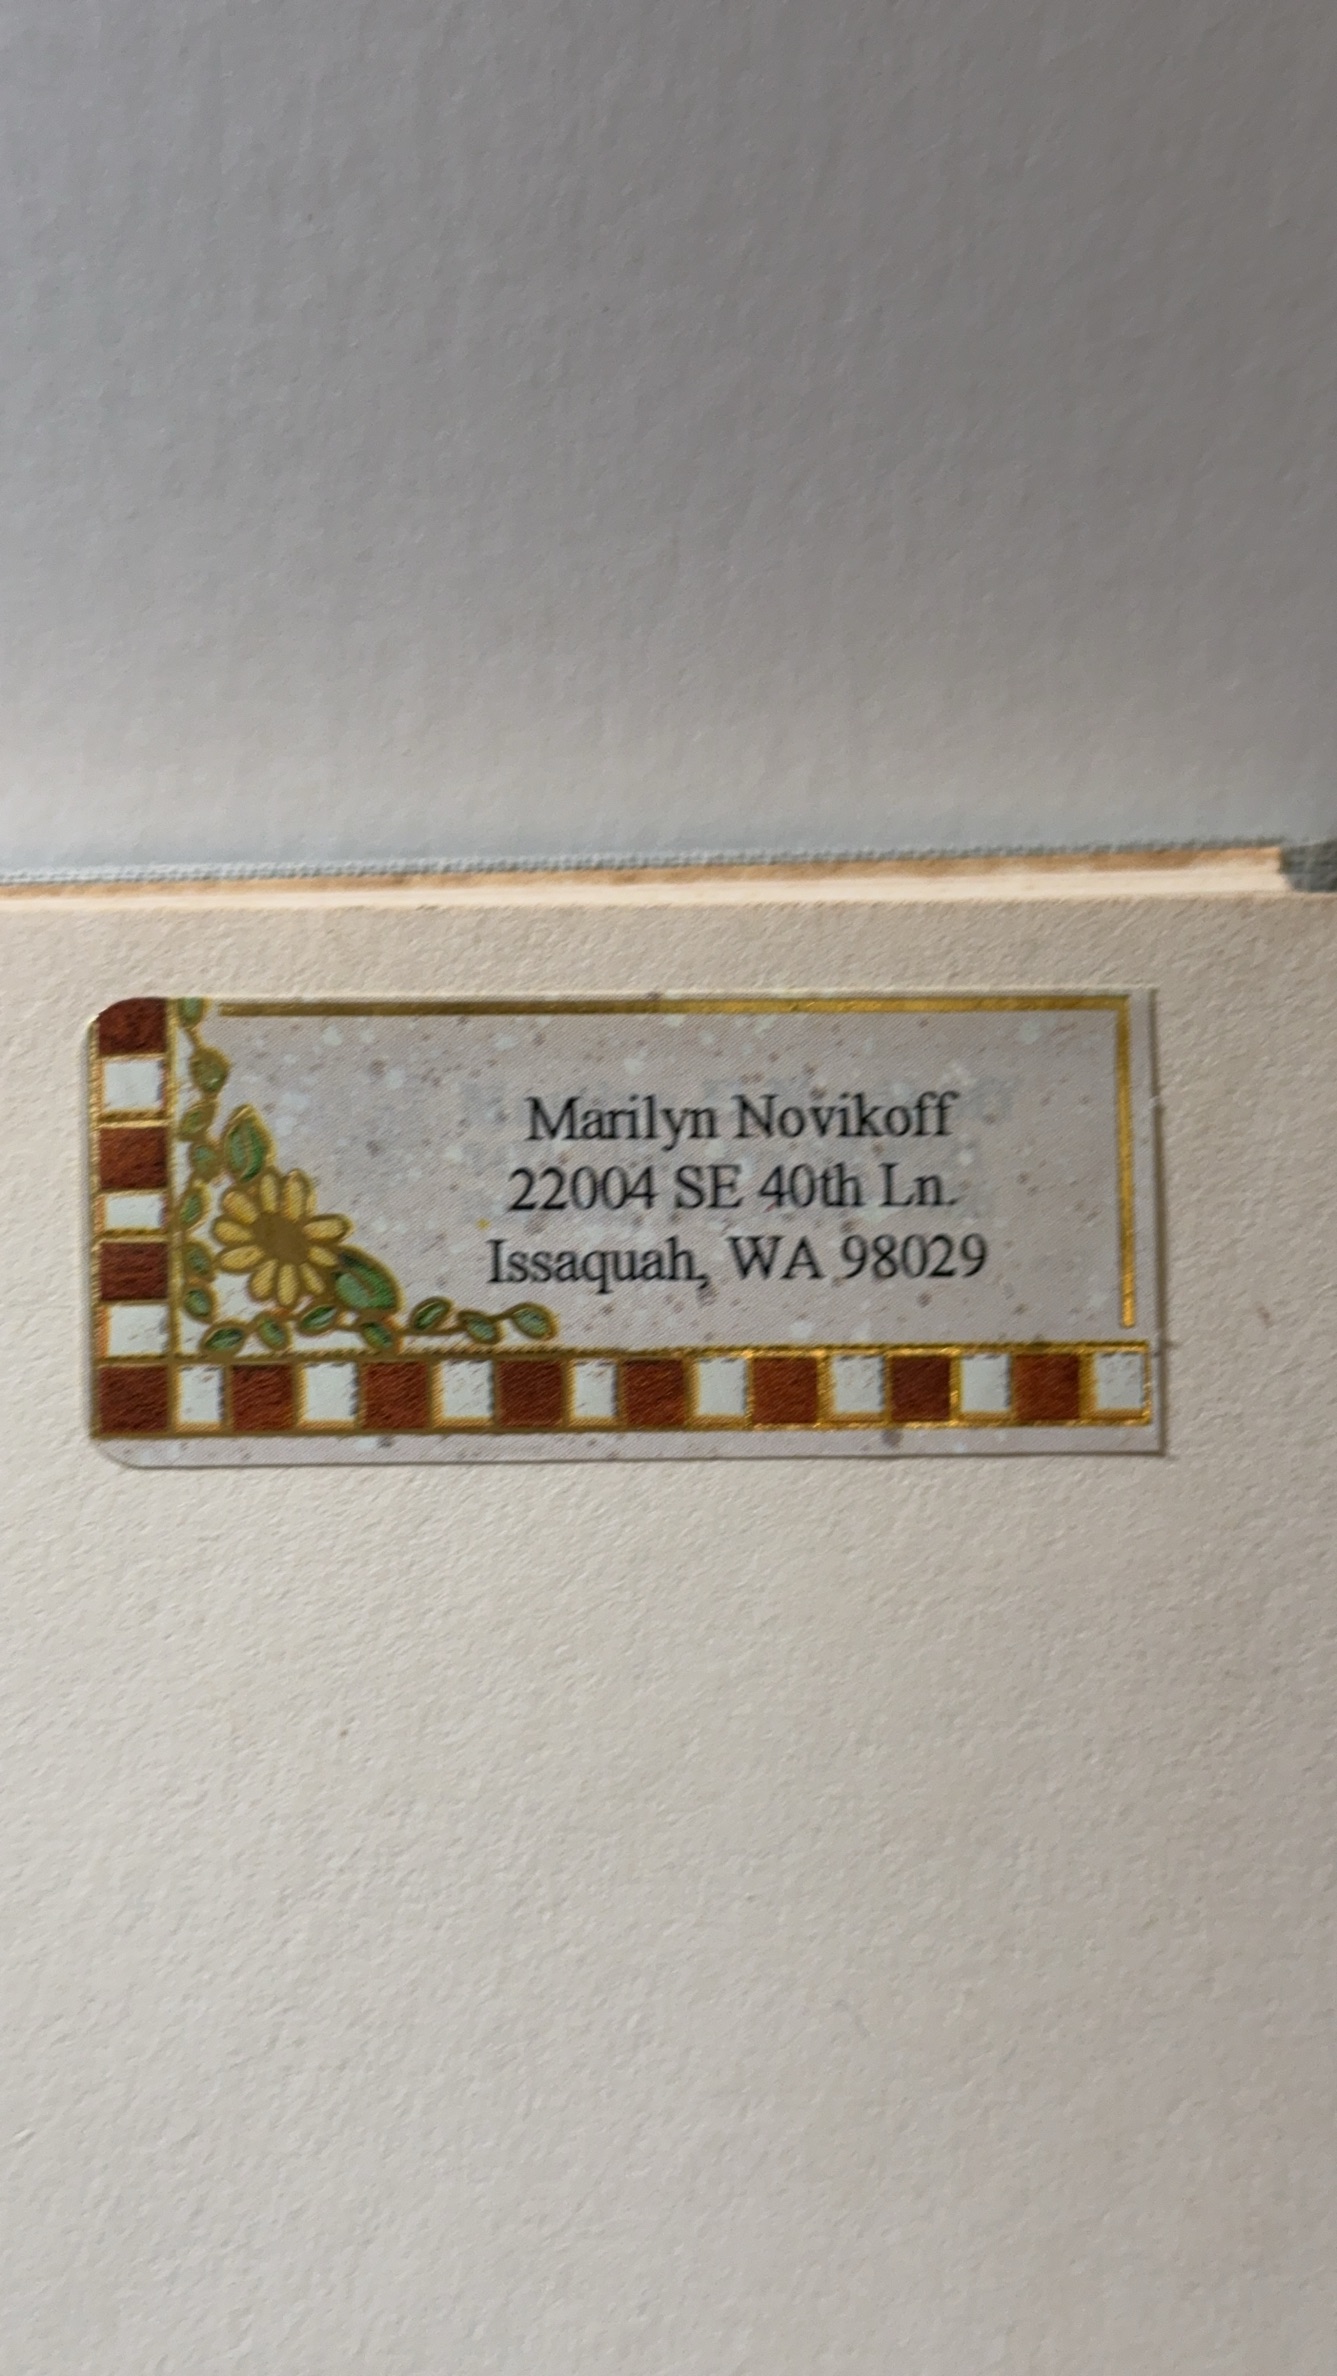 Marilyn Novikoff
22004 SE 40th Ln.
Issaquah, WA 98029